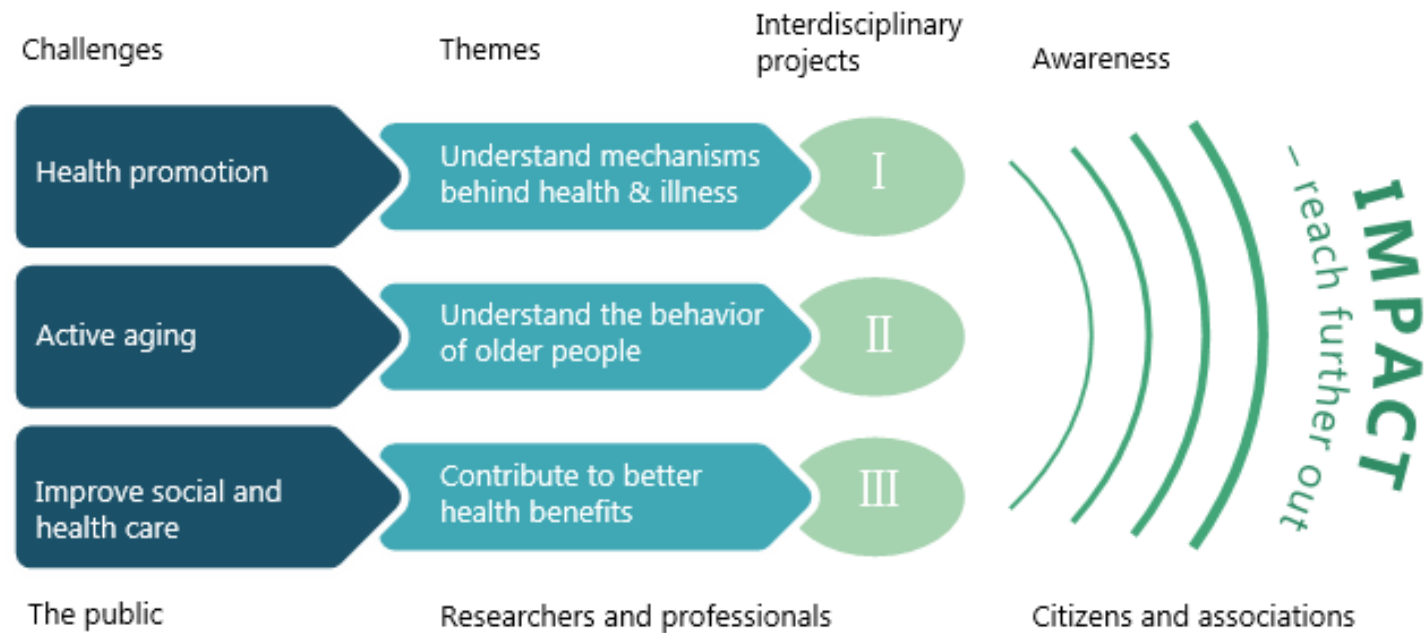 Challenges
Themes
Interdisciplinary
projects
Awareness
Health promotion
Understand mechanisms
behind health & illness
I
Active aging
Understand the behavior
of older people
II
Improve social and
health care
Contribute to better
health benefits
III
IMPACT
– reach further out
The public
Researchers and professionals
Citizens and associations